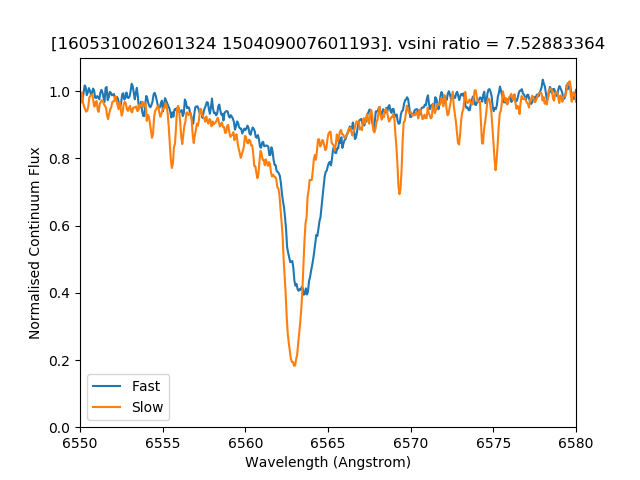 [160531002601324 150409007601193]. vsini ratio = 7.52883364
Normalised Continuum Flux
1.0
0.8
0.6
0.4
0.2
0.0
Fast
Slow
6550 6555 6560 6565 6570 6575 6580
Wavelength (Angstrom)